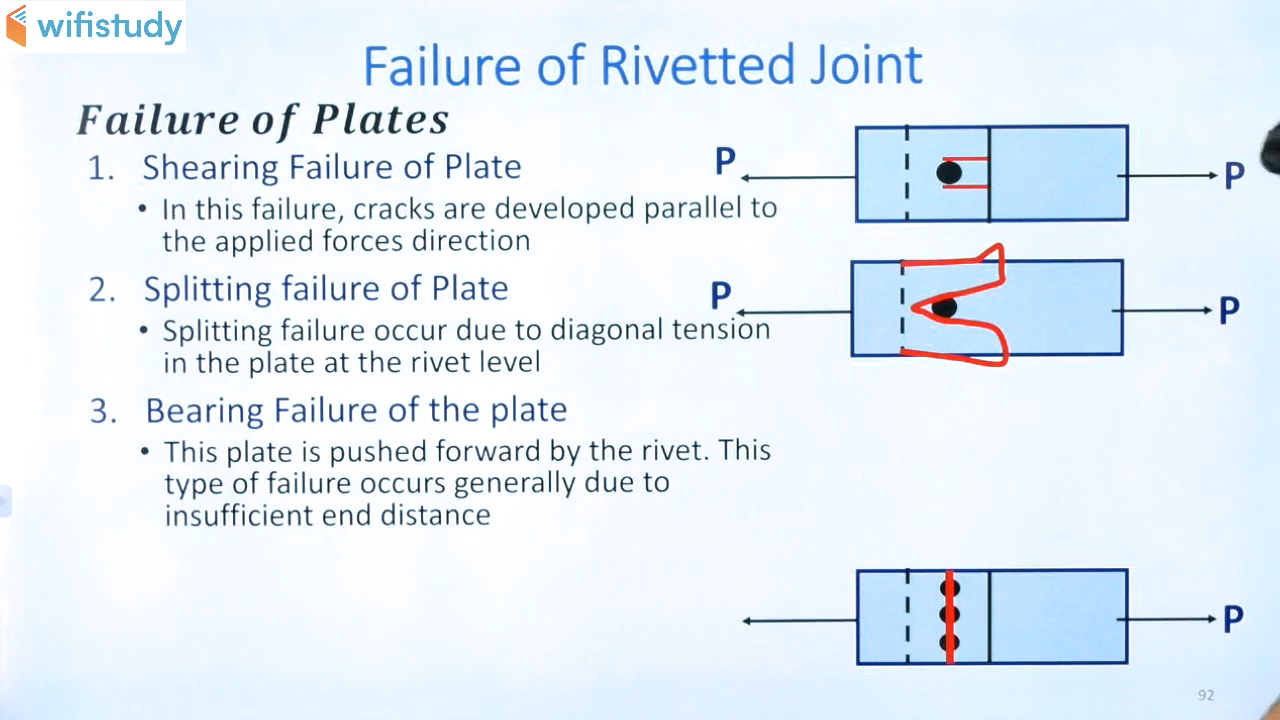 wifistudy
Failure of Rivetted Joint
Failure of Plates
1. Shearing Failure of Plate
• In this failure, cracks are developed parallel to
the applied forces direction
2. Splitting failure of Plate
• Splitting failure occur due to diagonal tension
in the plate at the rivet level
3. Bearing Failure of the plate
• This plate is pushed forward by the rivet. This
type of failure occurs generally due to
insufficient end distance
P P
P P
P
92